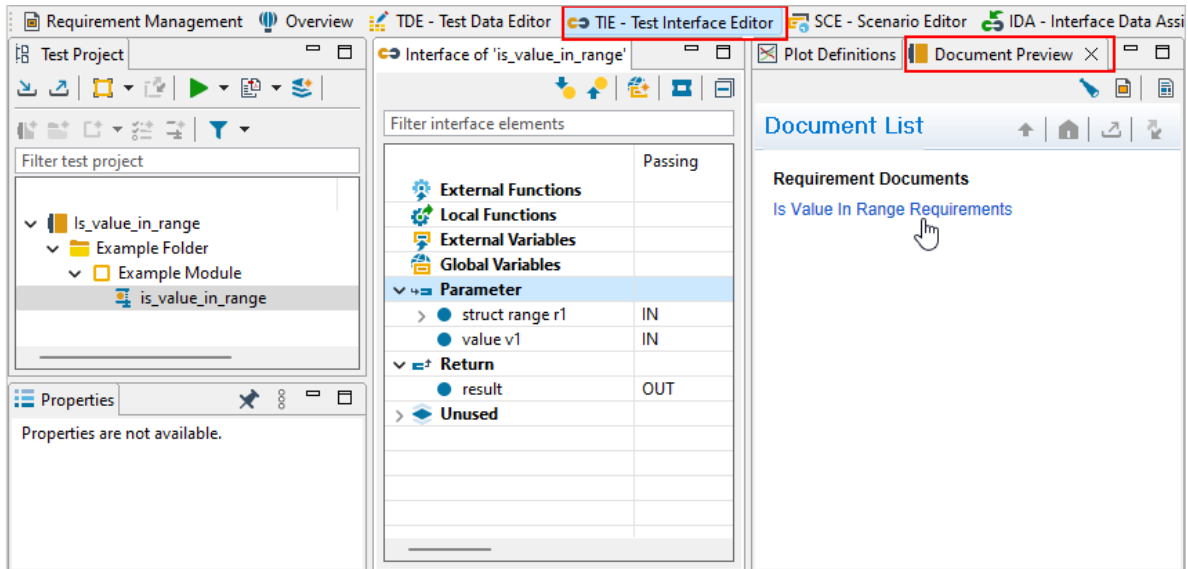 Requirement Management Overview TDE - Test Data Editor TIE - Test Interface Editor SCE - Scenario Editor IDA - Interface Data Assi
Test Project
Filter test project
Is_value_in_range
Example Folder
Example Module
is_value_in_range
Properties
Properties are not available.
Interface of 'is_value_in_range'
Filter interface elements
Passing
External Functions
Local Functions
External Variables
Global Variables
Parameter
struct range r1 IN
value v1 IN
Return
result OUT
Unused
Plot Definitions Document Preview
Document List
Requirement Documents
Is Value In Range Requirements